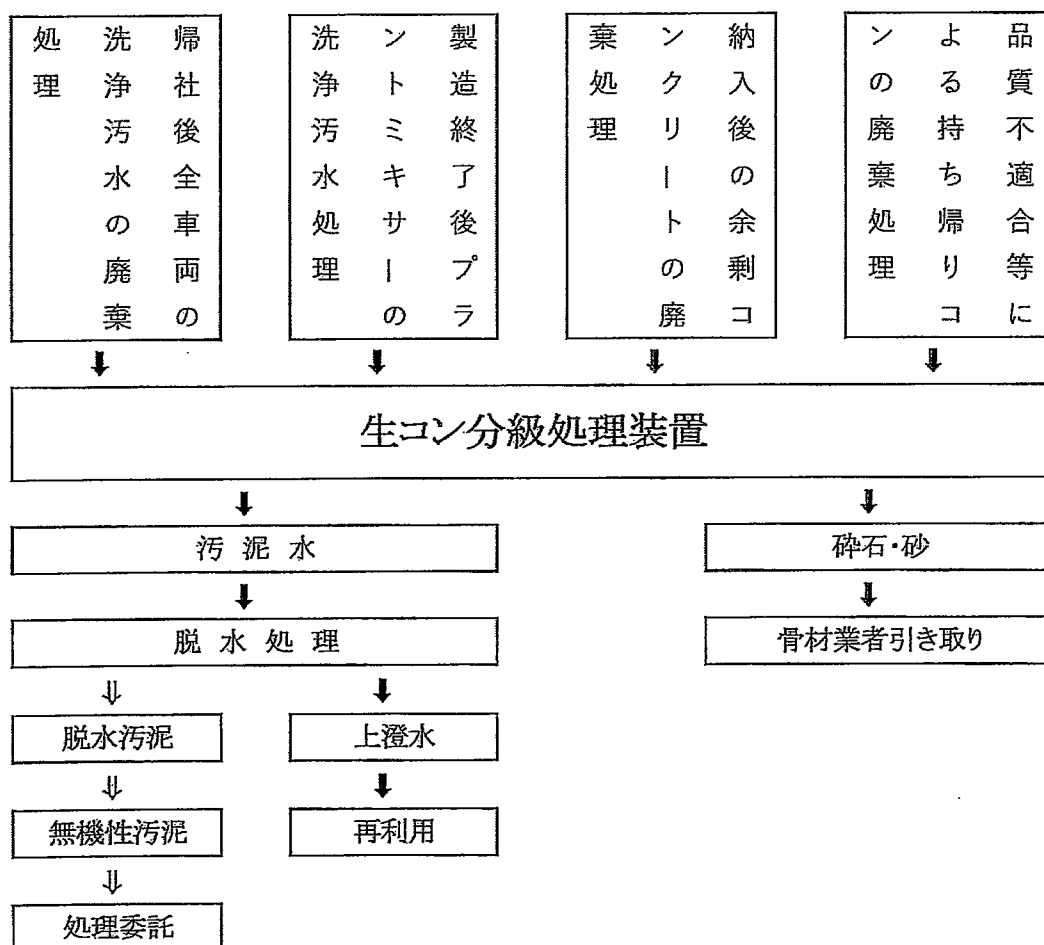 帰社後全車両の
洗浄汚水の廃棄
処理
製造終了後プラ
ントミキサーの
洗浄汚水処理
納入後の余剰コ
ンクリートの廃
棄処理
品質不適合等に
よる持ち帰りコ
ンの廃棄処理
生コン分級処理装置
汚泥水
砕石・砂
脱水処理
骨材業者引き取り
脱水汚泥
上澄水
無機性汚泥
再利用
処理委託